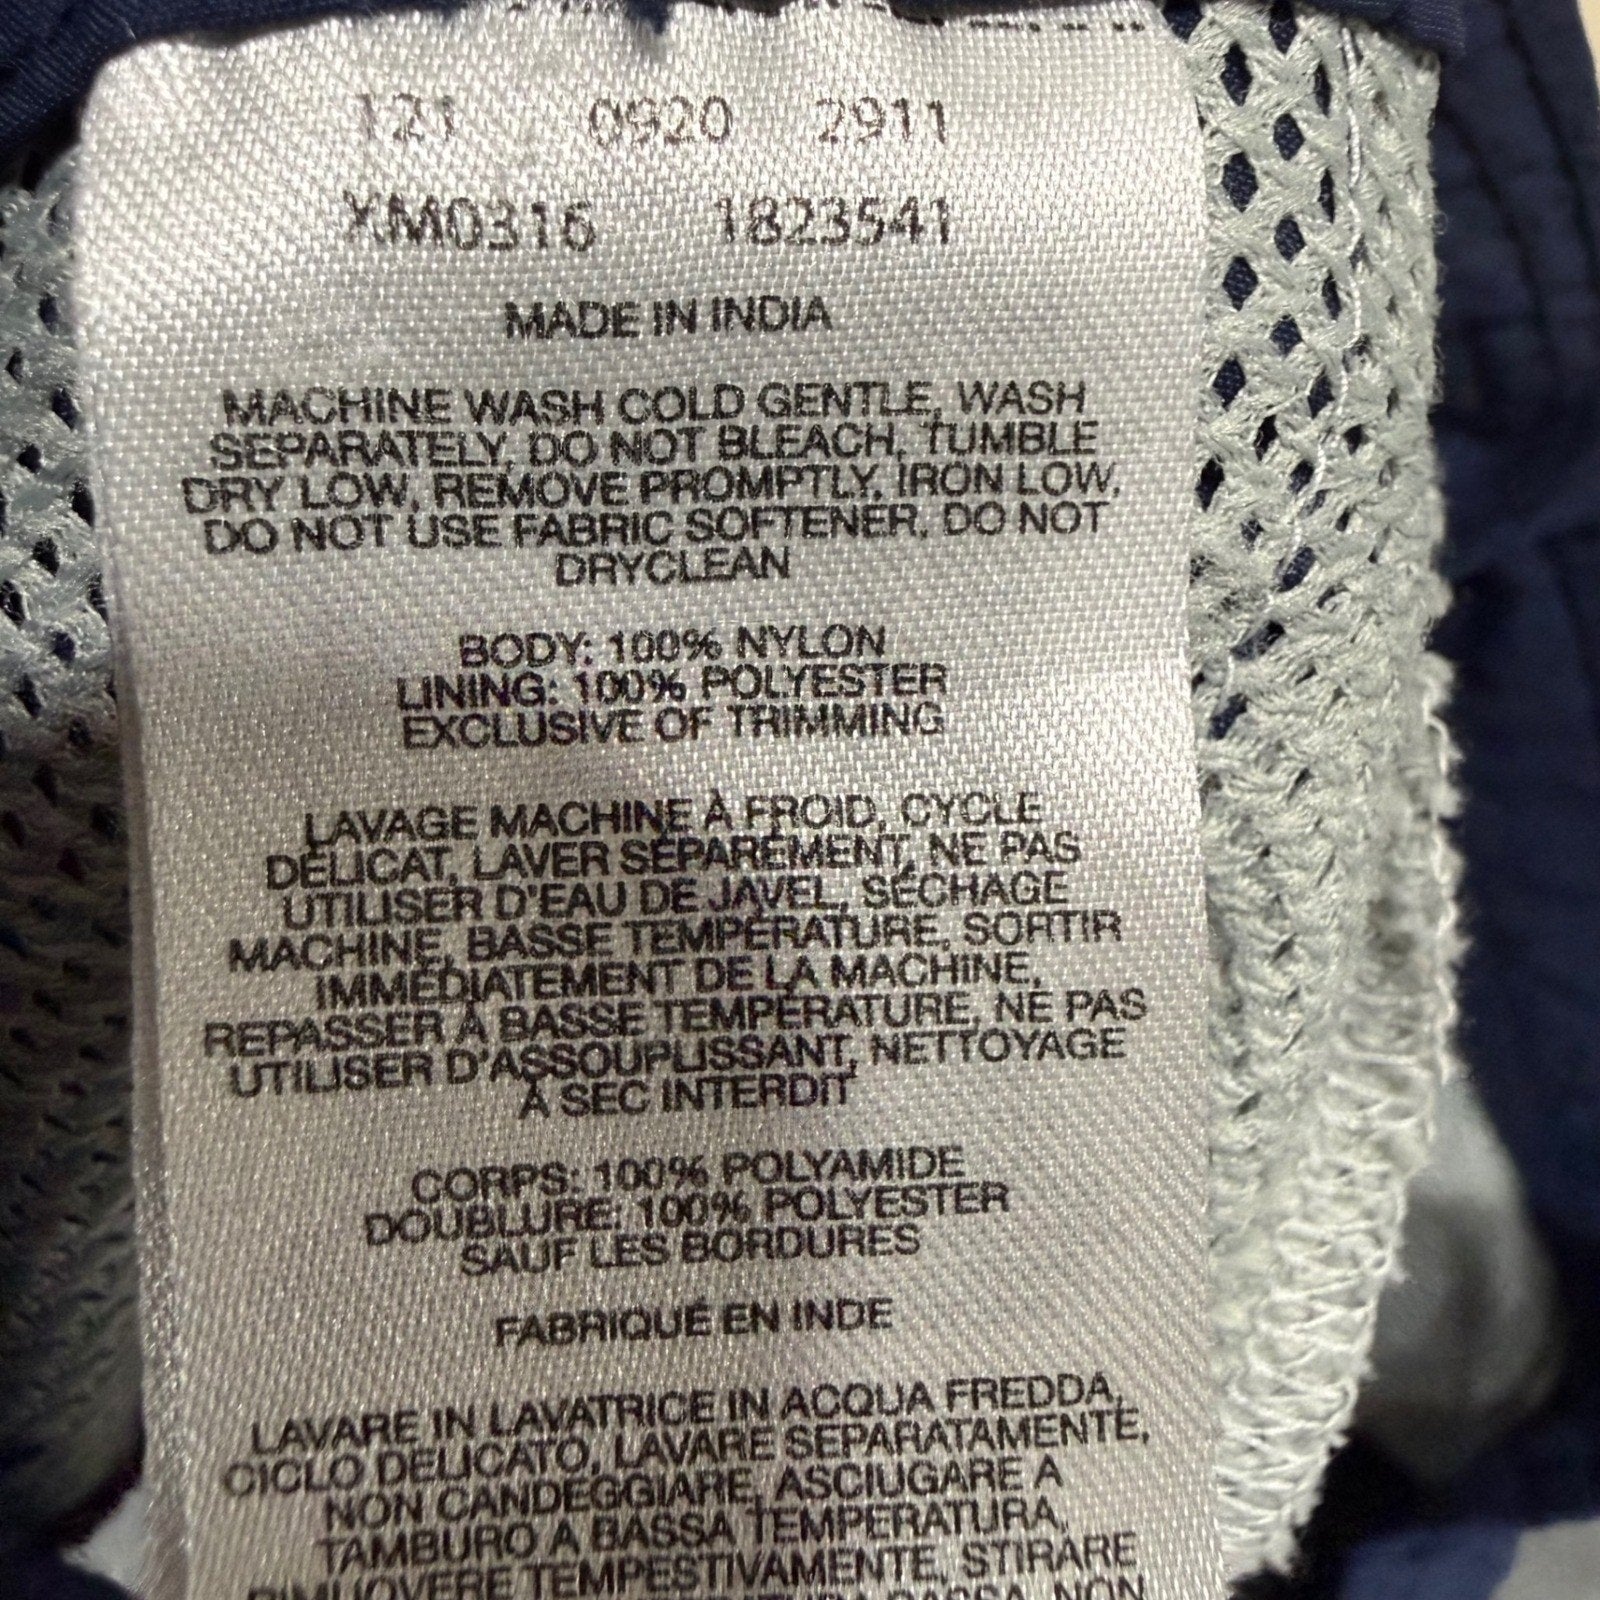 121 0920 2911
XM0316 1823541
MADE IN INDIA
MACHINE WASH COLD GENTLE, WASH
SEPARATELY, DO NOT BLEACH, TUMBLE
DRY LOW, REMOVE PROMPTLY, IRON LOW,
DO NOT USE FABRIC SOFTENER, DO NOT
DRYCLEAN
BODY: 100% NYLON
LINING: 100% POLYESTER
EXCLUSIVE OF TRIMMING
LAVAGE MACHINE À FROID, CYCLE
DÉLICAT, LAVER SÉPARÉMENT, NE PAS
UTILISER D'EAU DE JAVEL, SÉCHAGE
MACHINE, BASSE TEMPÉRATURE, SORTIR
IMMÉDIATEMENT DE LA MACHINE,
REPASSER À BASSE TEMPÉRATURE, NE PAS
UTILISER D'ASSOUPLISSANT, NETTOYAGE
À SEC INTERDIT
CORPS: 100% POLYAMIDE
DOUBLURE: 100% POLYESTER
SAUF LES BORDURES
FABRIQUÉ EN INDE
LAVARE IN LAVATRICE IN ACQUA FREDDA,
CICLO DELICATO, LAVARE SEPARATAMENTE,
NON CANDEGGIARE, ASCIUGARE A
TAMBURO A BASSA TEMPERATURA,
RIMUOVERE TEMPESTIVAMENTE, STIRARE
NON